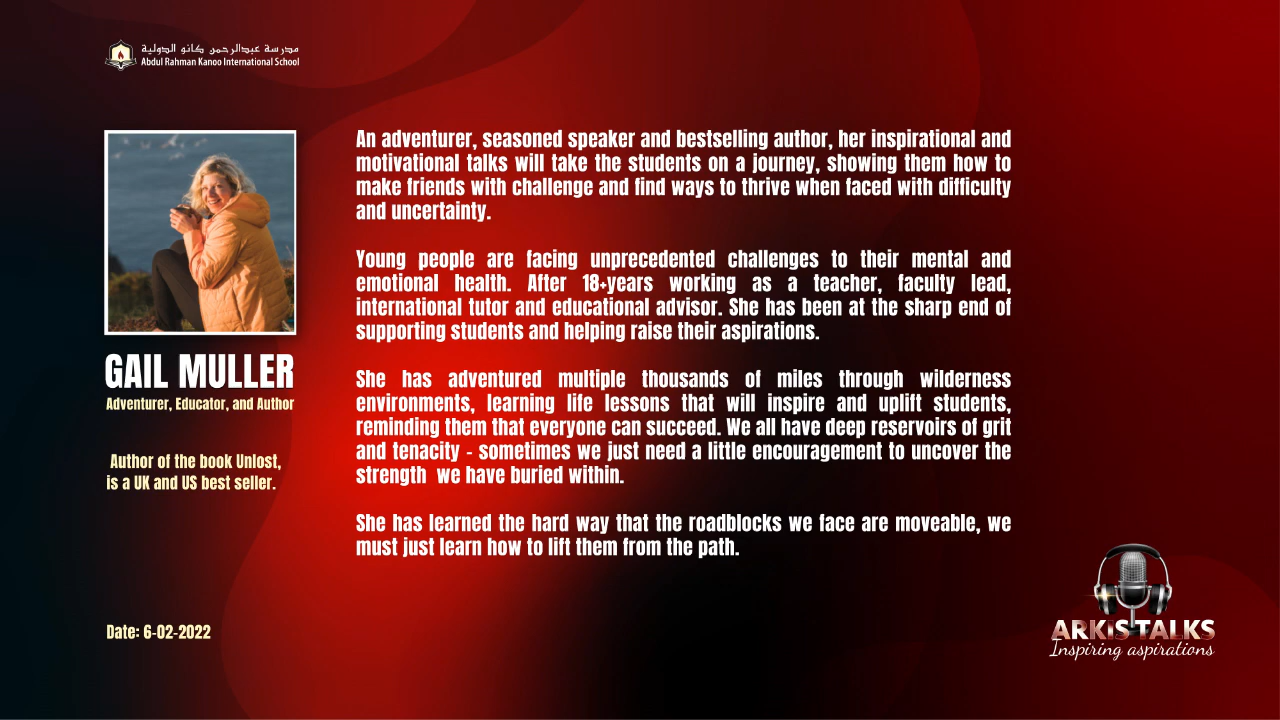 مدرسة عبدالرحمن كانو الدولية
Abdul Rahman Kanoo International School
GAIL MULLER
Adventurer, Educator, and Author
Author of the book Unlost,
is a UK and US best seller.
Date: 6-02-2022
An adventurer, seasoned speaker and bestselling author, her inspirational and
motivational talks will take the students on a journey, showing them how to
make friends with challenge and find ways to thrive when faced with difficulty
and uncertainty.
Young people are facing unprecedented challenges to their mental and
emotional health. After 18+years working as a teacher, faculty lead,
international tutor and educational advisor. She has been at the sharp end of
supporting students and helping raise their aspirations.
She has adventured multiple thousands of miles through wilderness
environments, learning life lessons that will inspire and uplift students,
reminding them that everyone can succeed. We all have deep reservoirs of grit
and tenacity - sometimes we just need a little encouragement to uncover the
strength we have buried within.
She has learned the hard way that the roadblocks we face are moveable, we
must just learn how to lift them from the path.
ARKIS TALKS
Inspiring aspirations